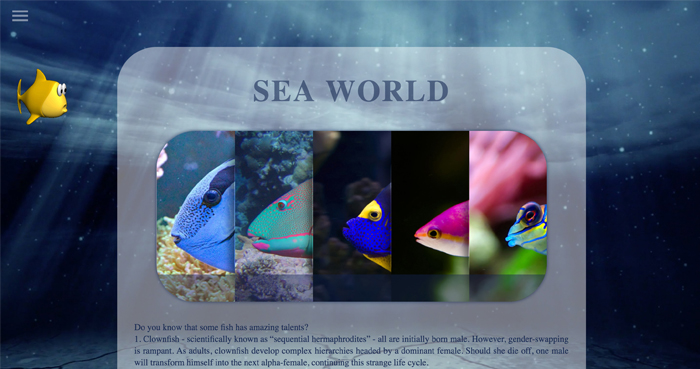 SEA WORLD
Do you know that some fish has amazing talents?
1. Clownfish - scientifically known as “sequential hermaphrodites” - all are initially born male. However, gender-swapping
is rampant. As adults, clownfish develop complex hierarchies headed by a dominant female. Should she die off, one male
will transform himself into the next alpha-female, continuing this strange life cycle.